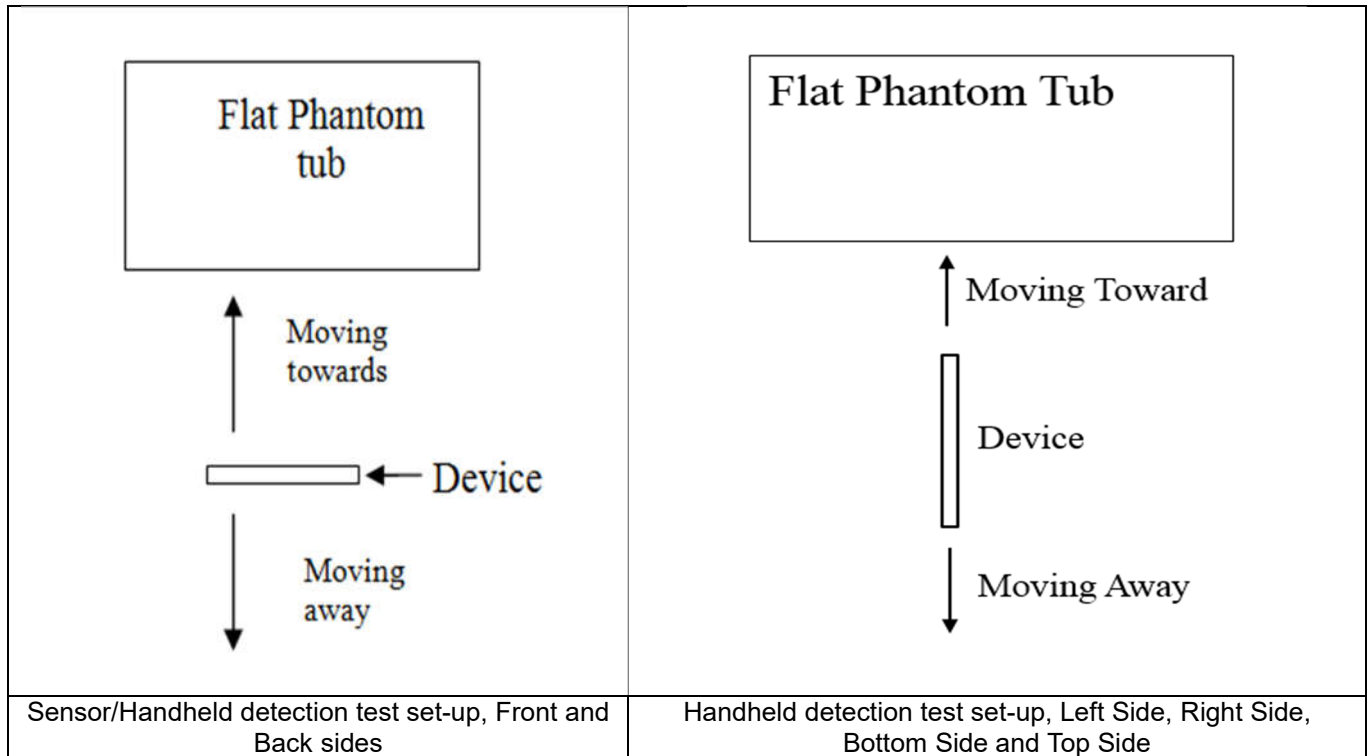 Flat Phantom
tub
Moving
towards
Device
Moving
away
Flat Phantom Tub
Moving Toward
Device
Moving Away
Sensor/Handheld detection test set-up, Front and
Back sides
Handheld detection test set-up, Left Side, Right Side,
Bottom Side and Top Side